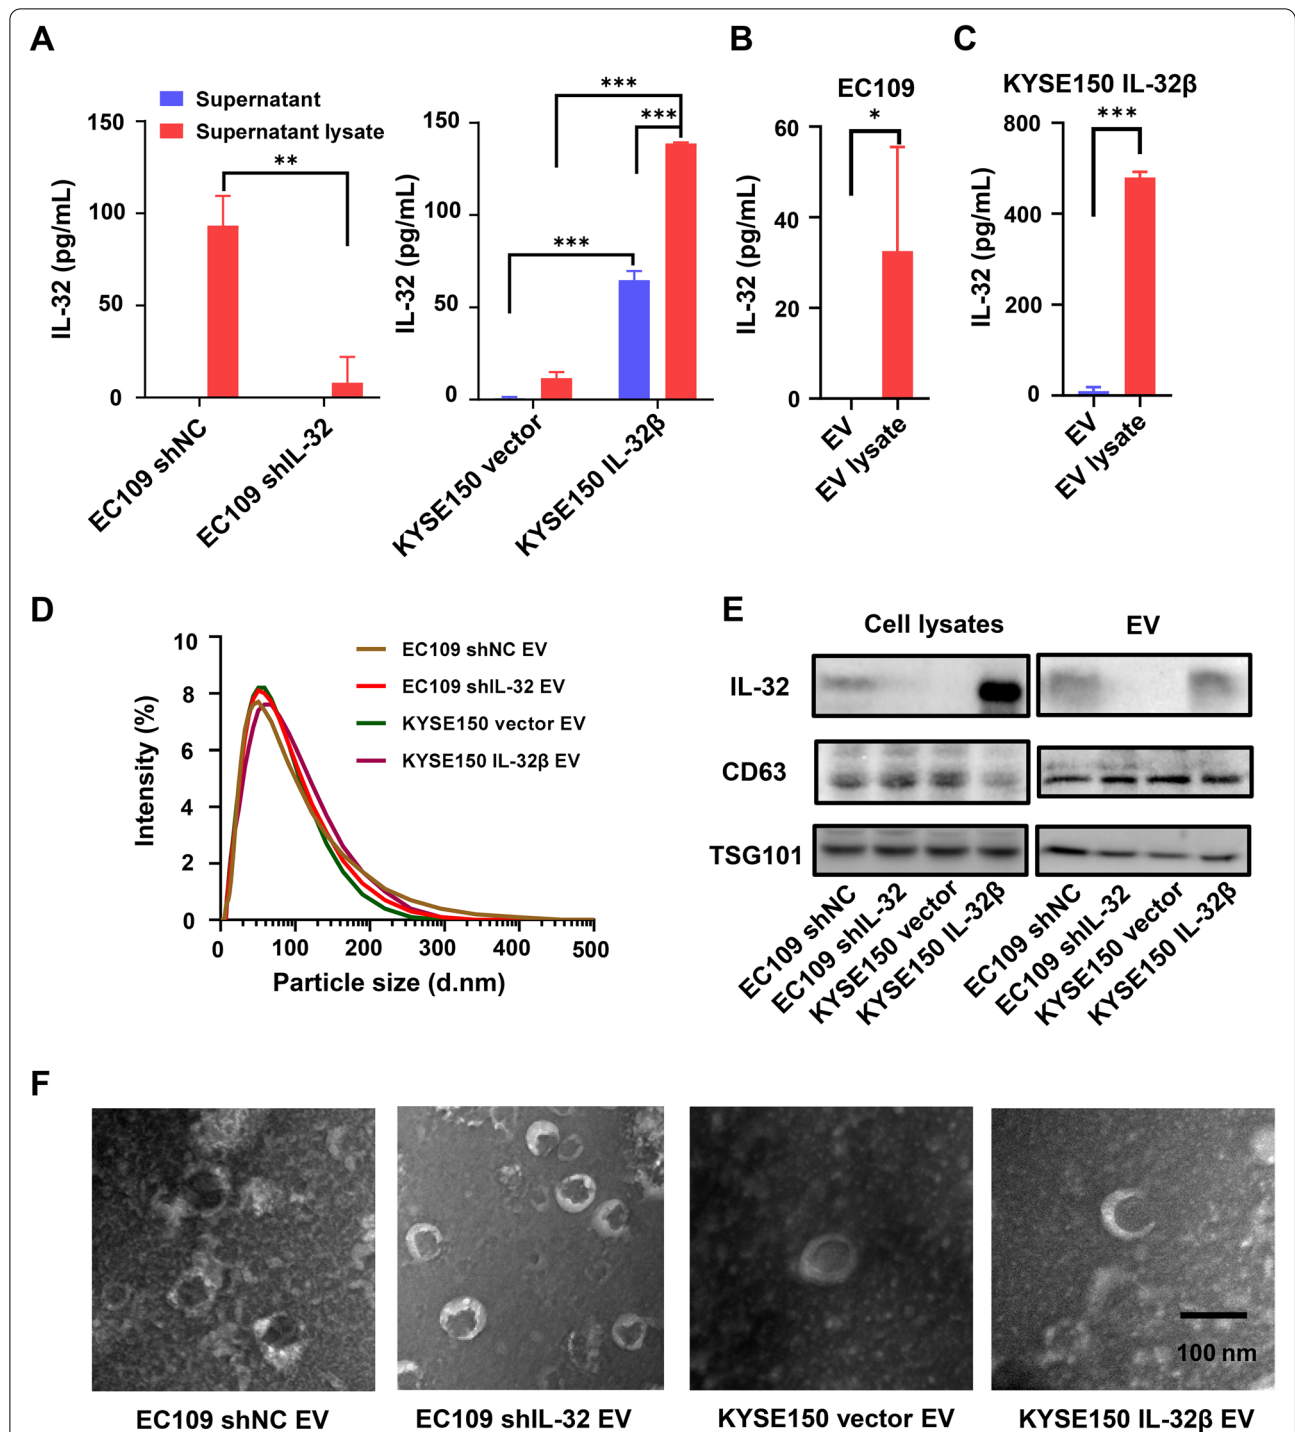 A
B
C
Supernatant
Supernatant lysate
150
100
50
0
IL-32 (pg/mL)
**
EC109 shNC
EC109 shIL-32
150
100
50
0
IL-32 (pg/mL)
***
***
***
KYSE150 vector
KYSE150 IL-32β
EC109
*
60
40
20
0
IL-32 (pg/mL)
EV
EV lysate
KYSE150 IL-32β
***
800
400
200
0
IL-32 (pg/mL)
EV
EV lysate
D
10
8
6
4
2
0
Intensity (%)
EC109 shNC EV
EC109 shIL-32 EV
KYSE150 vector EV
KYSE150 IL-32β EV
0 100 200 300 400 500
Particle size (d.nm)
E
Cell lysates EV
IL-32
CD63
TSG101
EC109 shNC
EC109 shIL-32
KYSE150 vector
KYSE150 IL-32β
EC109 shNC
EC109 shIL-32
KYSE150 vector
KYSE150 IL-32β
F
100 nm
EC109 shNC EV
EC109 shIL-32 EV
KYSE150 vector EV
KYSE150 IL-32β EV